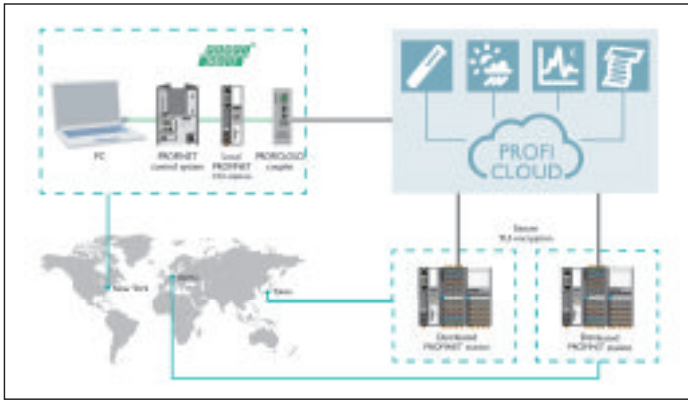 PC
PROFINET
control system
Local
PROFINET
PROFICLOUD
coupler
PROFI
CLOUD
Secure
TLS encryption
New York
Tokyo
Distributed
PROFINET station
Distributed
PROFINET station